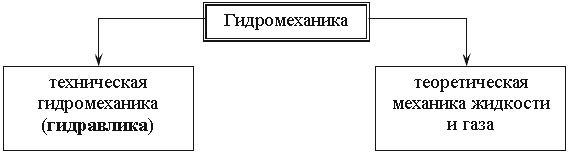 Гидромеханика
техническая
гидромеханика
(гидравлика)
теоретическая
механика жидкости
и газа